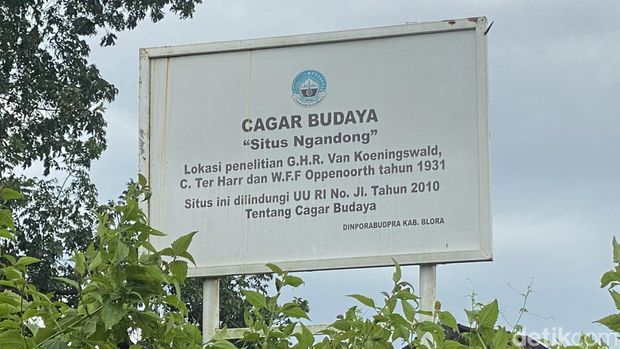 CAGAR BUDAYA
"Situs Ngandong"
Lokasi penelitian G.H.R. Van Koeningswald,
C. Ter Harr dan W.F.F Oppenoorth tahun 1931
Situs ini dilindungi UU RI No. JI. Tahun 2010
Tentang Cagar Budaya
DINPORABUDPRA KAB. BLORA
detikcom